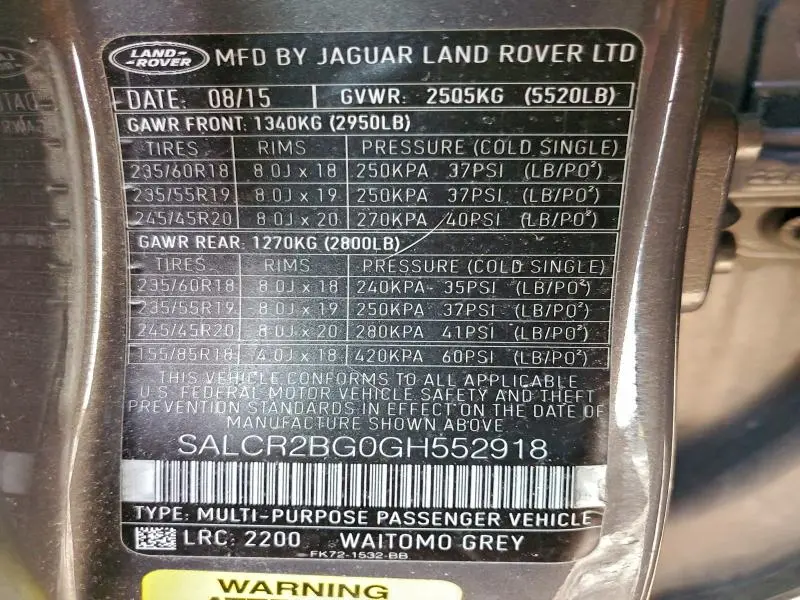 LAND-ROVER MFD BY JAGUAR LAND ROVER LTD
DATE: 08/15 GVWR: 2505KG (5520LB)
GAWR FRONT: 1340KG (2950LB)
TIRES RIMS PRESSURE (COLD SINGLE)
235/60R18 8.0J x 18 250KPA 37PSI (LB/PO²)
235/55R19 8.0J x 19 250KPA 37PSI (LB/PO²)
245/45R20 8.0J x 20 270KPA 40PSI (LB/PO²)
GAWR REAR: 1270KG (2800LB)
TIRES RIMS PRESSURE (COLD SINGLE)
235/60R18 8.0J x 18 240KPA 35PSI (LB/PO²)
235/55R19 8.0J x 19 250KPA 37PSI (LB/PO²)
245/45R20 8.0J x 20 280KPA 41PSI (LB/PO²)
155/85R18 4.0J x 18 420KPA 60PSI (LB/PO²)
THIS VEHICLE CONFORMS TO ALL APPLICABLE
U.S. FEDERAL MOTOR VEHICLE SAFETY AND THEFT
PREVENTION STANDARDS IN EFFECT ON THE DATE OF
MANUFACTURE SHOWN ABOVE.
SALCR2BG0GH552918
TYPE: MULTI-PURPOSE PASSENGER VEHICLE
LRC: 2200 WAITOMO GREY
FK72-1532-BB
WARNING